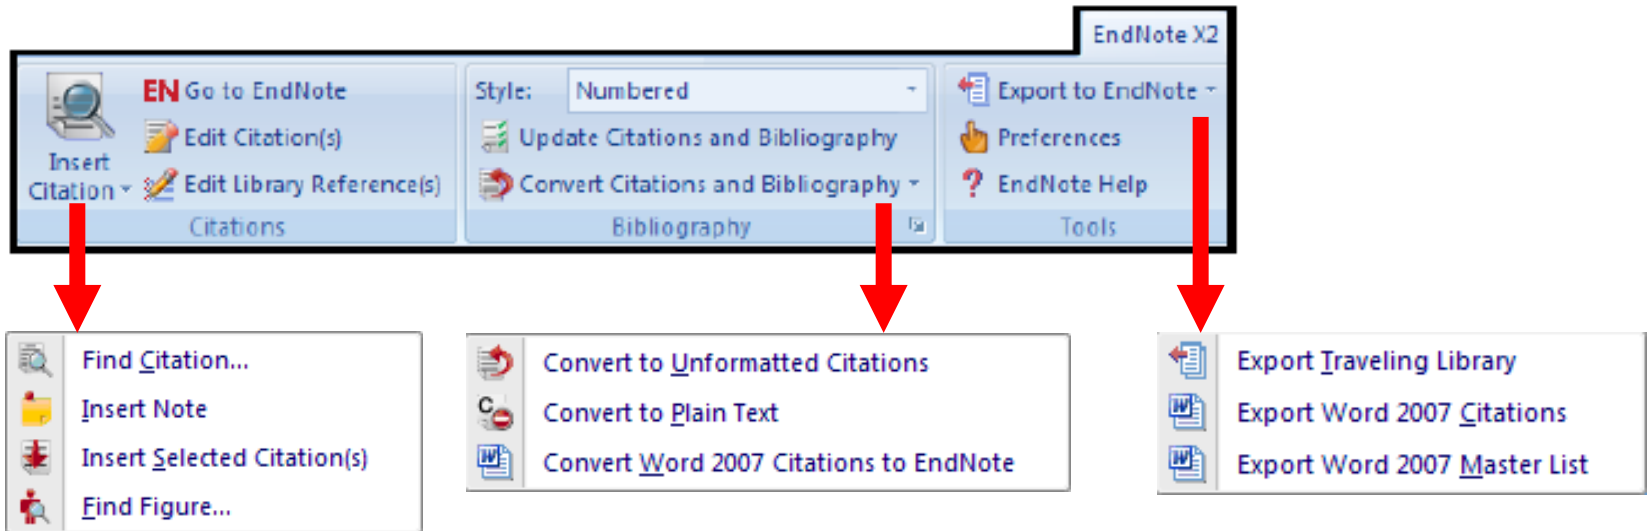 EndNote X2
Insert
Citation
EN Go to EndNote
Edit Citation(s)
Edit Library Reference(s)
Citations
Style: Numbered
Update Citations and Bibliography
Convert Citations and Bibliography
Bibliography
Export to EndNote
Preferences
? EndNote Help
Tools
Find Citation...
Insert Note
Insert Selected Citation(s)
Find Figure...
Convert to Unformatted Citations
Convert to Plain Text
Convert Word 2007 Citations to EndNote
Export Traveling Library
Export Word 2007 Citations
Export Word 2007 Master List